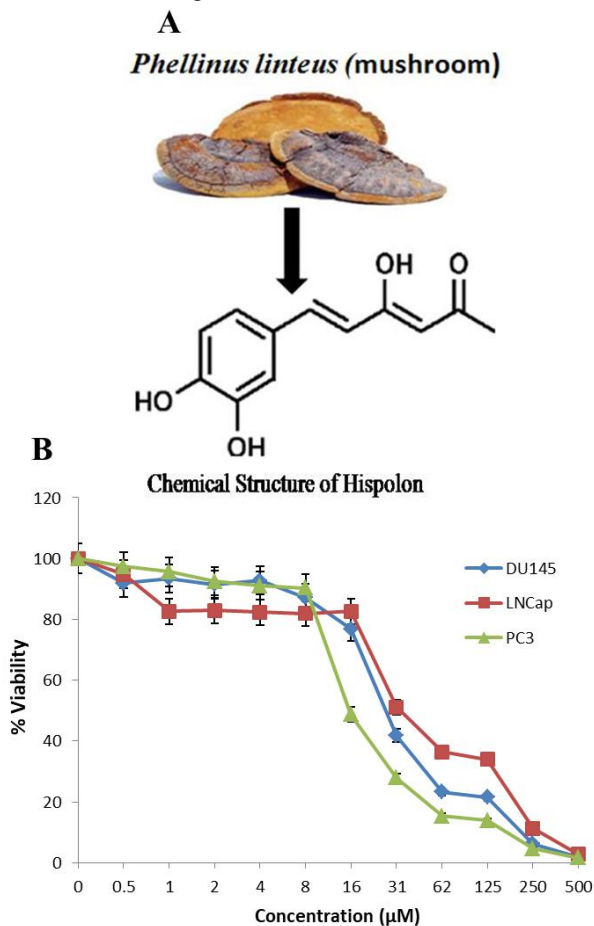 A
Phellinus linteus (mushroom)
OH
O
HO
OH
B
Chemical Structure of Hispolon
120
100
80
60
40
20
0
% Viability
DU145
LNCap
PC3
0 0.5 1 2 4 8 16 31 62 125 250 500
Concentration (µM)